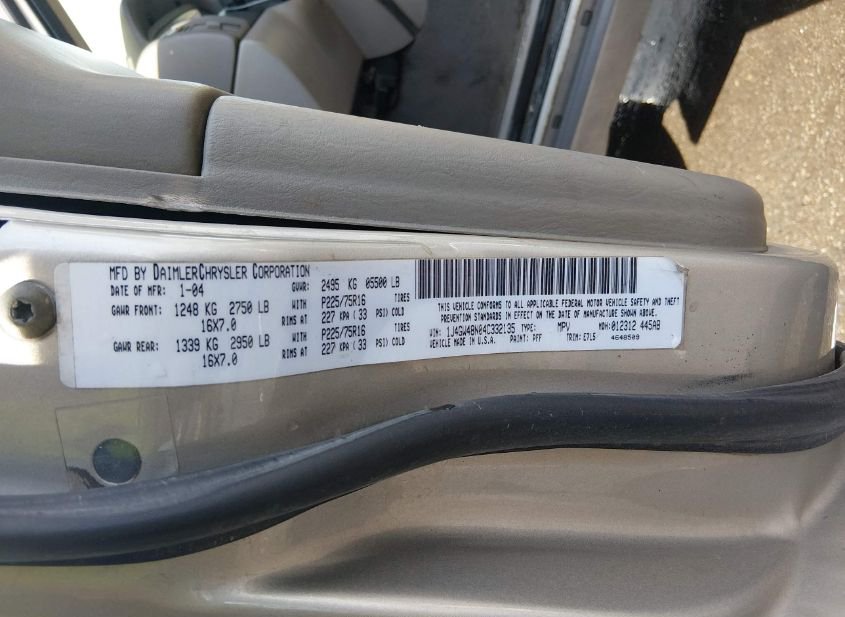 MFD BY DAIMLERCHRYSLER CORPORATION
DATE OF MFR: 1-04 GVWR: 2495 KG 05500 LB
GAWR FRONT: 1248 KG 2750 LB WITH P225/75R16 TIRES
16X7.0 RIMS AT 227 KPA ( 33 PSI) COLD
GAWR REAR: 1339 KG 2950 LB WITH P225/75R16 TIRES
16X7.0 RIMS AT 227 KPA ( 33 PSI) COLD
THIS VEHICLE CONFORMS TO ALL APPLICABLE FEDERAL MOTOR VEHICLE SAFETY AND THEFT
PREVENTION STANDARDS IN EFFECT ON THE DATE OF MANUFACTURE SHOWN ABOVE.
VIN: 1J4GW48N04C332135 TYPE: MPV MDH: 012312 445AB
VEHICLE MADE IN U.S.A. PAINT: PFF TRIM: E7L5 4648509